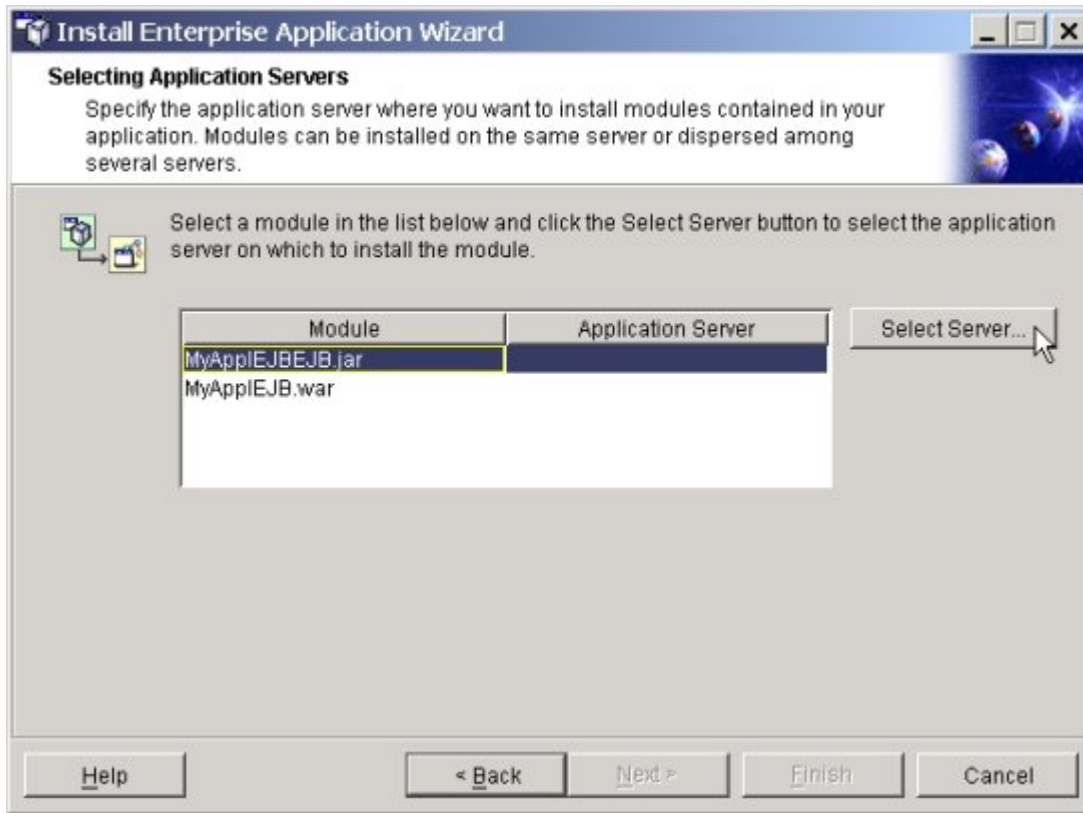 Install Enterprise Application Wizard
Selecting Application Servers
Specify the application server where you want to install modules contained in your
application. Modules can be installed on the same server or dispersed among
several servers.
Select a module in the list below and click the Select Server button to select the application
server on which to install the module.
Module Application Server Select Server...
MyApplEJBEJB.jar
MyApplEJB.war
Help < Back Next > Finish Cancel